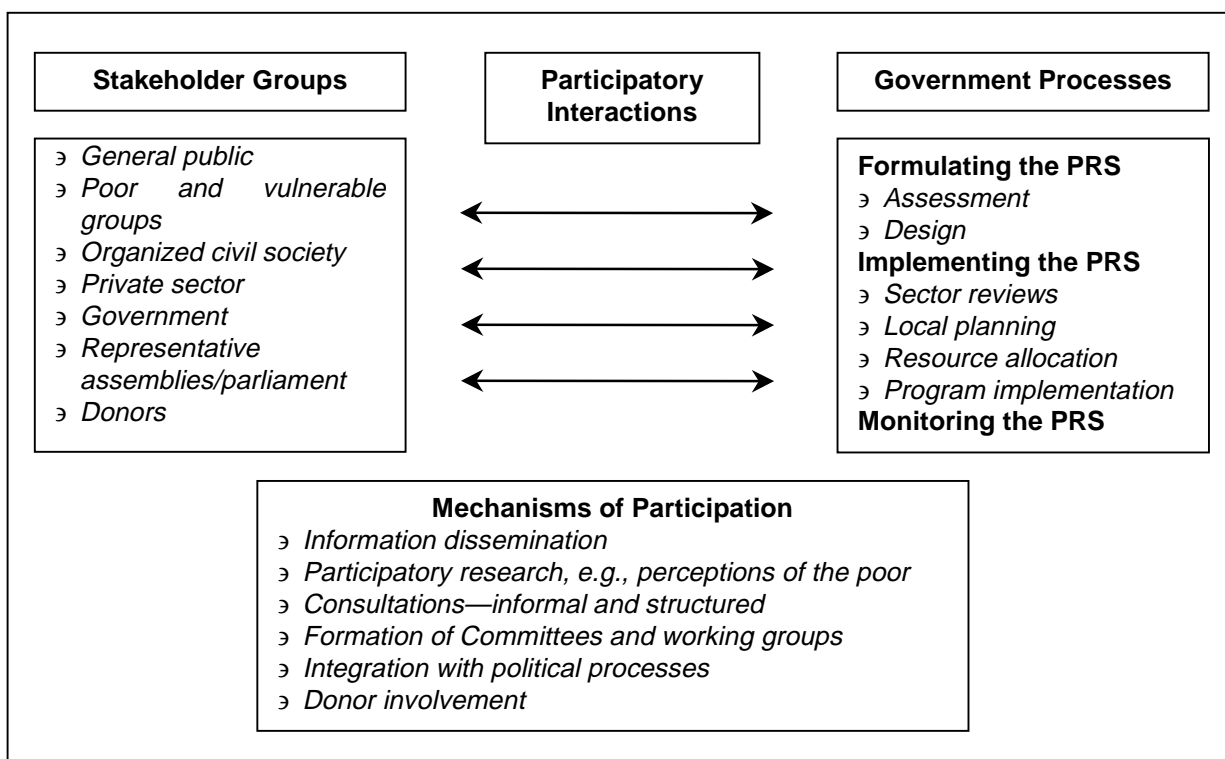 Stakeholder Groups
Participatory
Interactions
Government Processes
϶ General public
϶ Poor and vulnerable
groups
϶ Organized civil society
϶ Private sector
϶ Government
϶ Representative
assemblies/parliament
϶ Donors
Formulating the PRS
϶ Assessment
϶ Design
Implementing the PRS
϶ Sector reviews
϶ Local planning
϶ Resource allocation
϶ Program implementation
Monitoring the PRS
Mechanisms of Participation
϶ Information dissemination
϶ Participatory research, e.g., perceptions of the poor
϶ Consultations—informal and structured
϶ Formation of Committees and working groups
϶ Integration with political processes
϶ Donor involvement